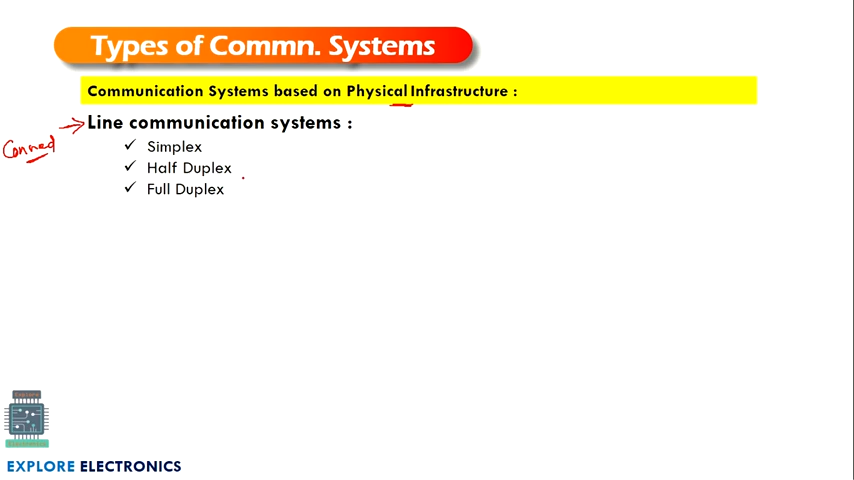 Types of Commn. Systems
Communication Systems based on Physical Infrastructure :
Line communication systems :
✓ Simplex
✓ Half Duplex
✓ Full Duplex
EXPLORE ELECTRONICS